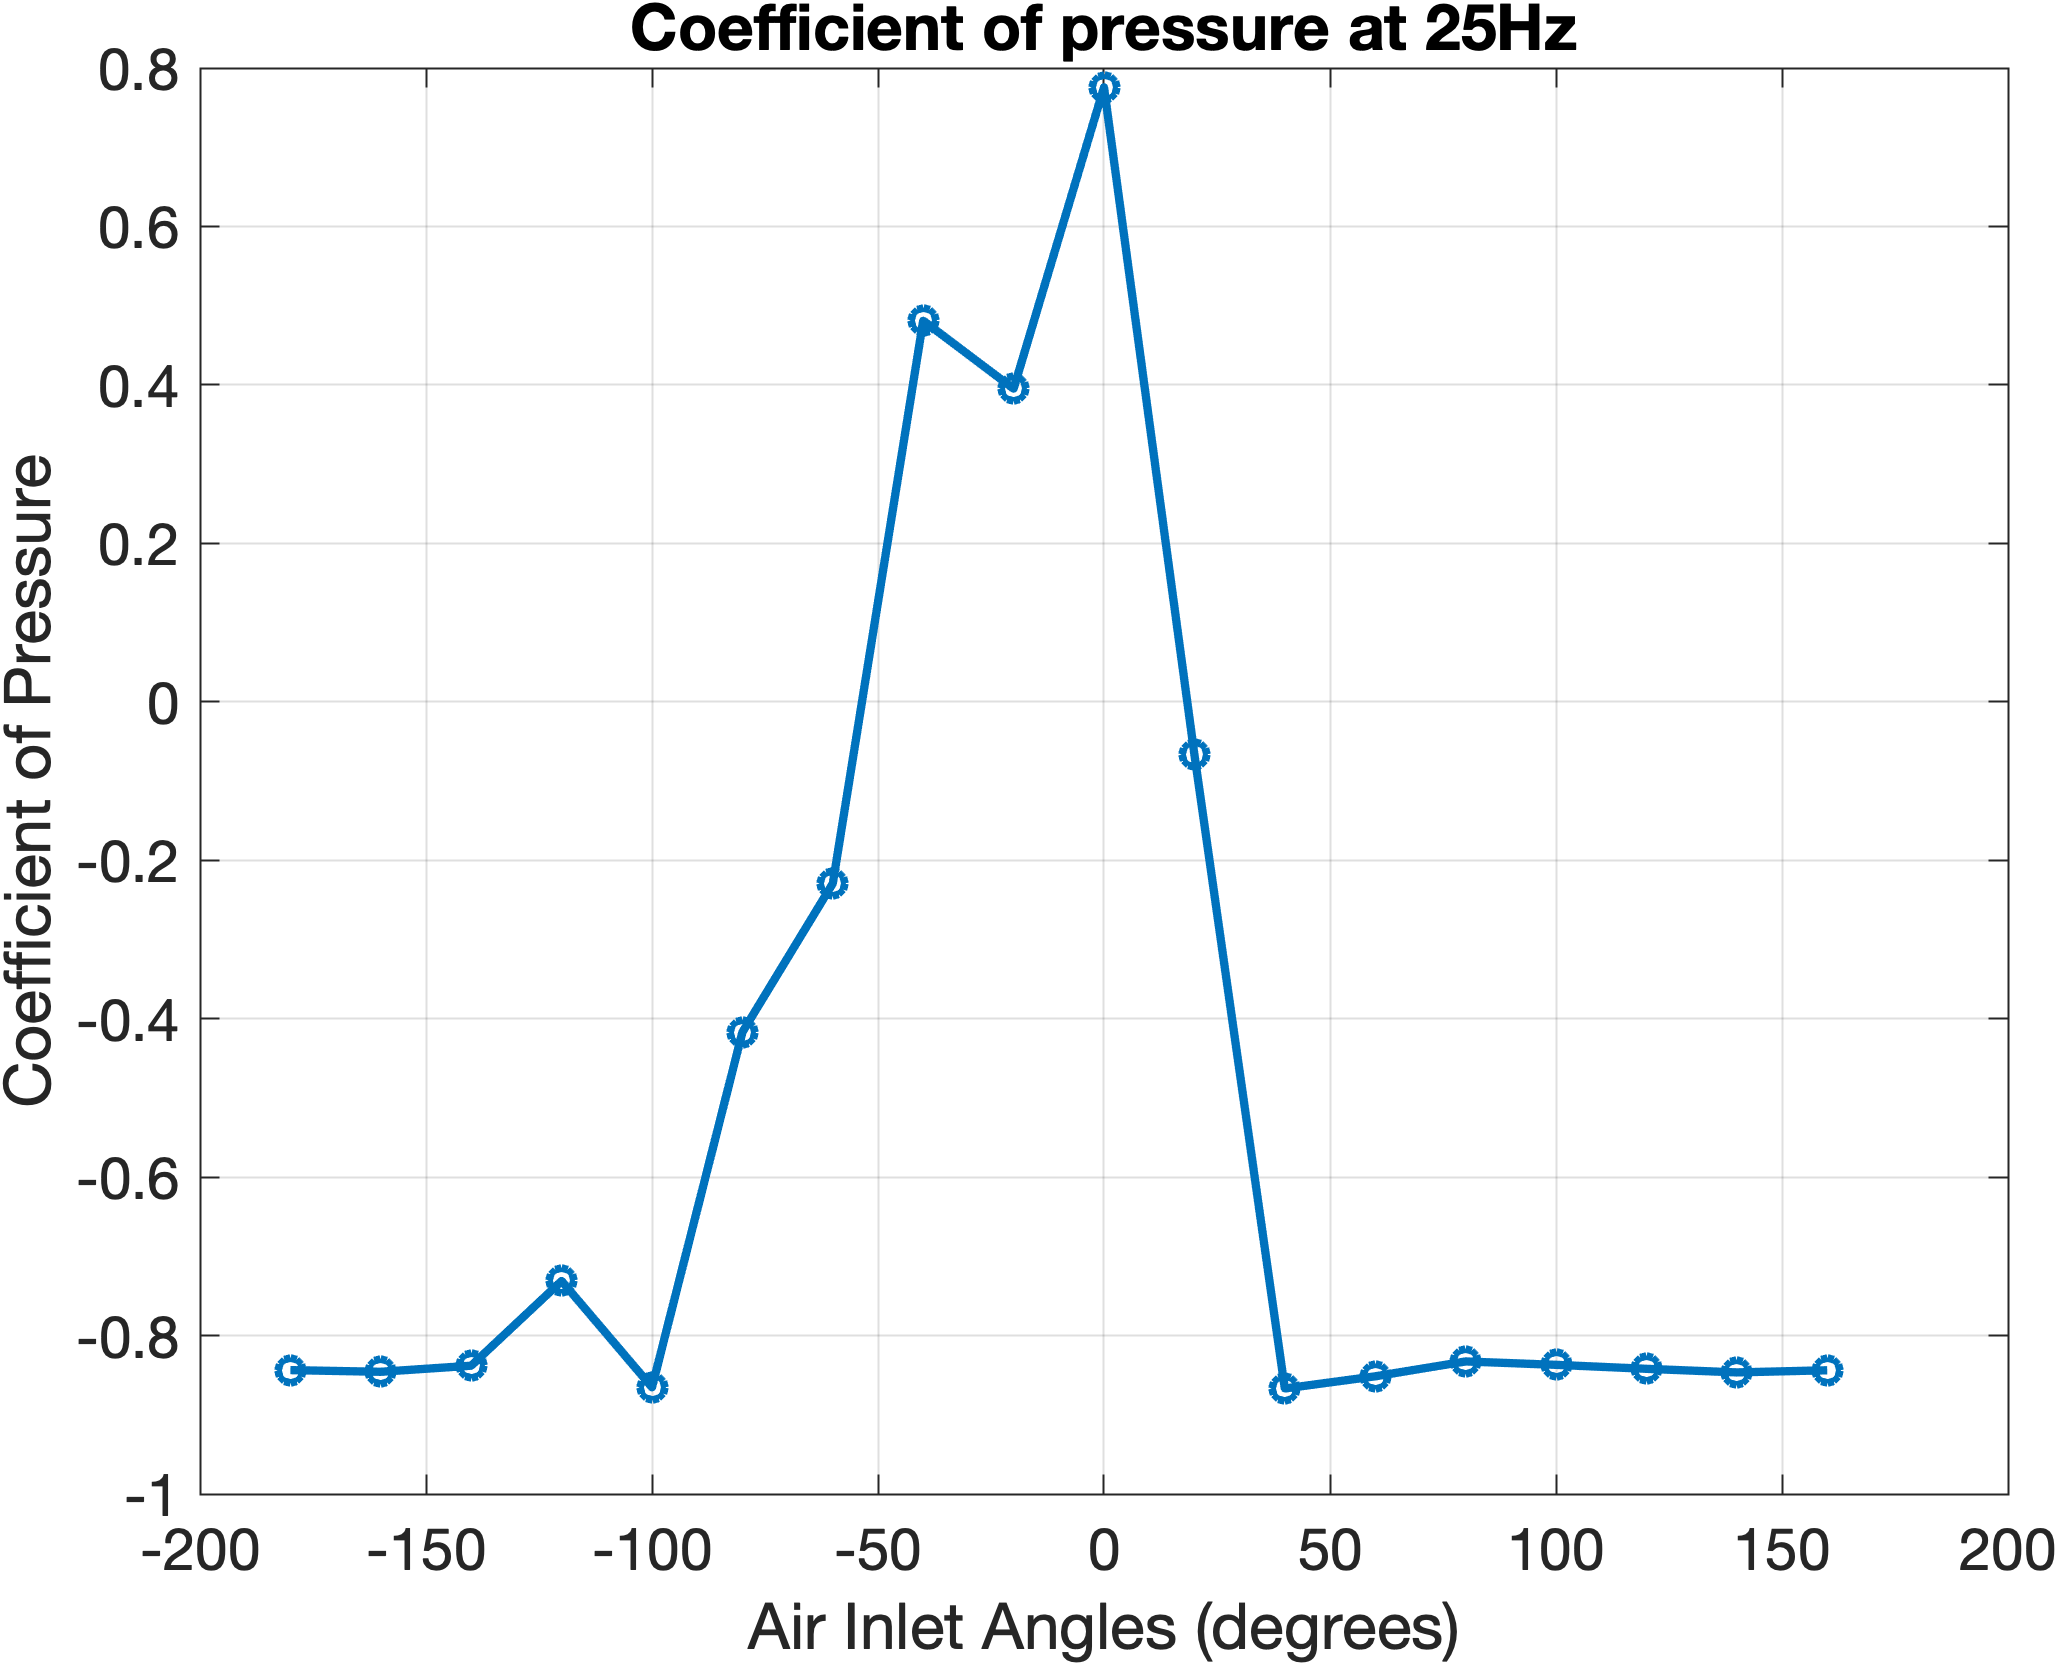 Coefficient of pressure at 25Hz
0.8
0.6
0.4
0.2
0
-0.2
-0.4
-0.6
-0.8
-1
Coefficient of Pressure
-200 -150 -100 -50 0 50 100 150 200
Air Inlet Angles (degrees)